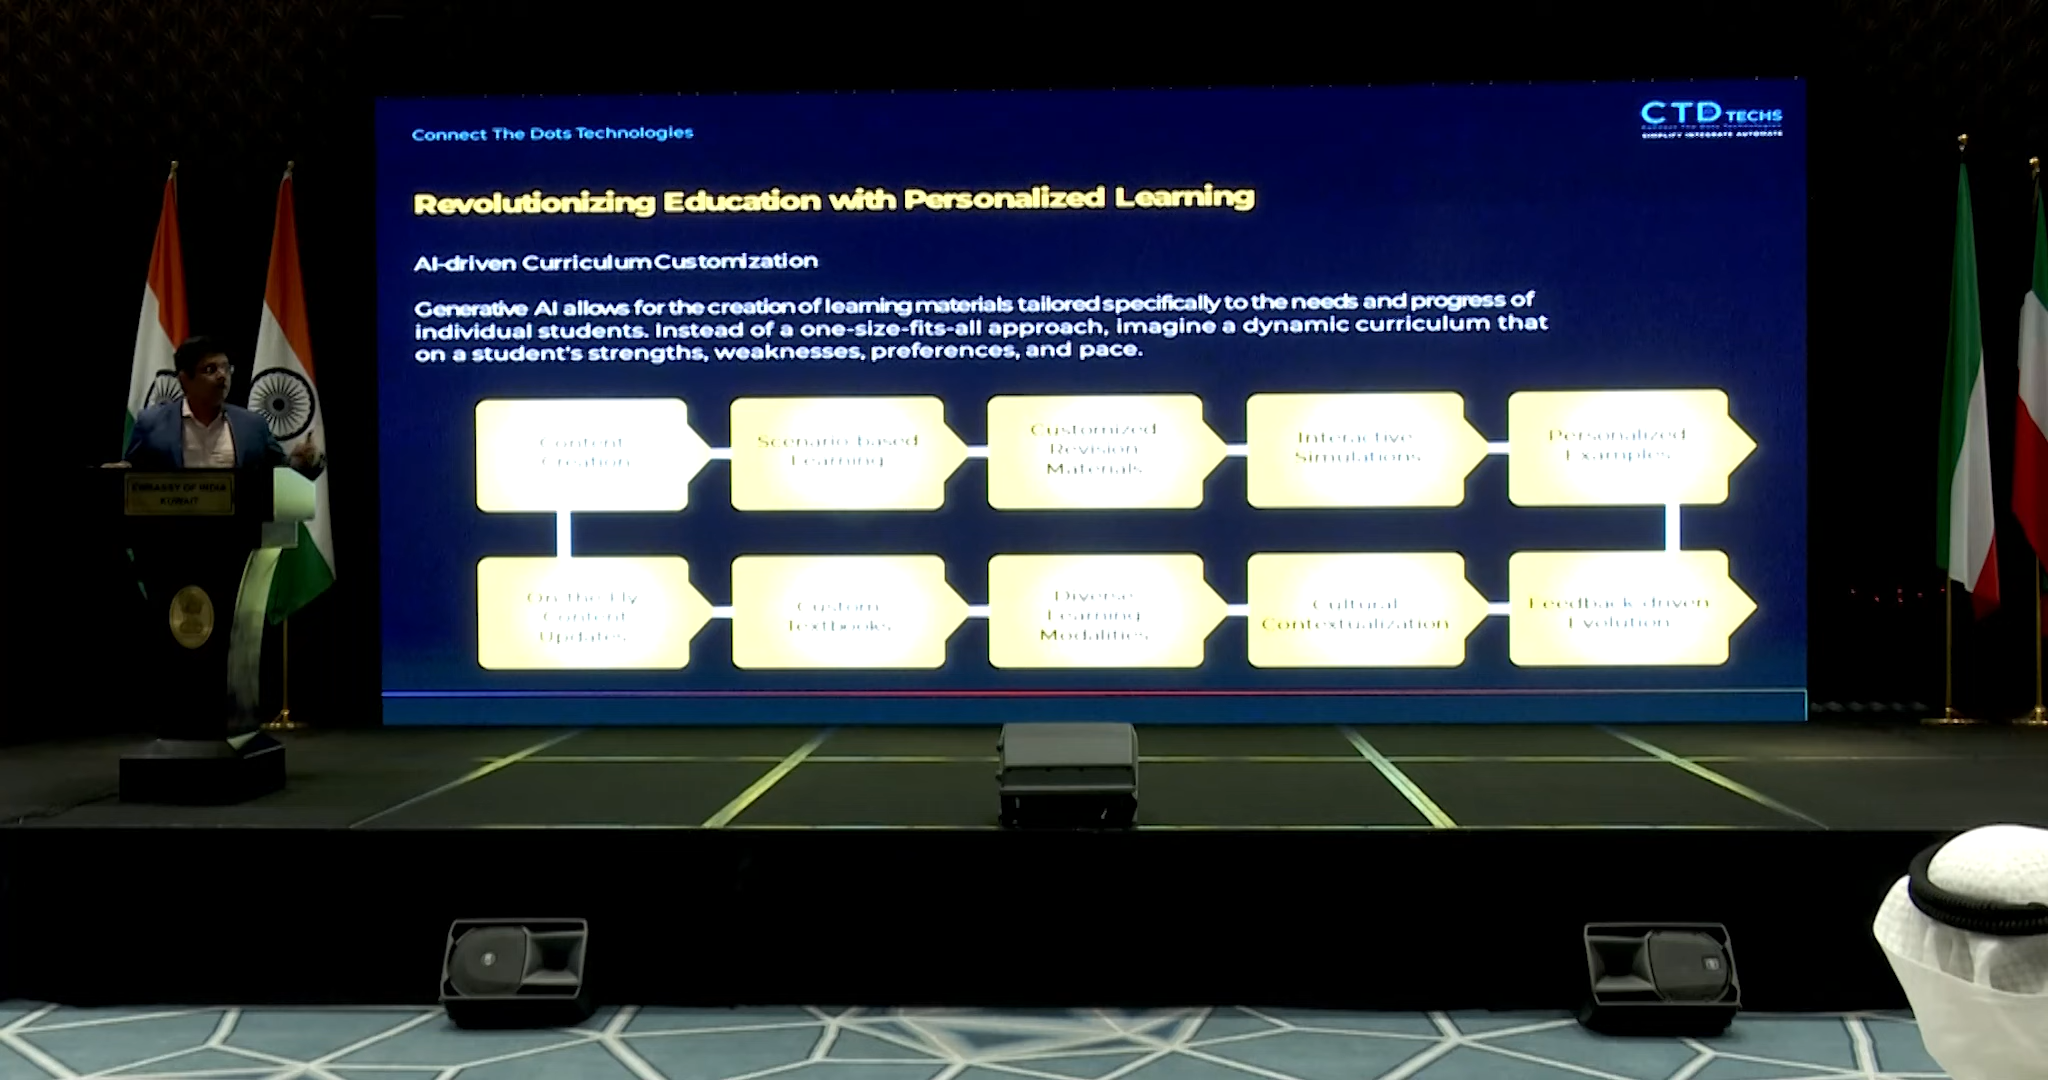 Connect The Dots Technologies
CTD TECHS
SIMPLIFY INTEGRATE AUTOMATE
Revolutionizing Education with Personalized Learning
AI-driven Curriculum Customization
Generative AI allows for the creation of learning materials tailored specifically to the needs and progress of
individual students. Instead of a one-size-fits-all approach, imagine a dynamic curriculum that
on a student's strengths, weaknesses, preferences, and pace.
Content
Creation
Scenario-based
Learning
Customized
Revision
Materials
Interactive
Simulations
Personalized
Examples
On-the-Fly
Content
Updates
Custom
Textbooks
Diverse
Learning
Modalities
Cultural
Contextualization
Feedback-driven
Evolution
EMBASSY OF INDIA
KUWAIT